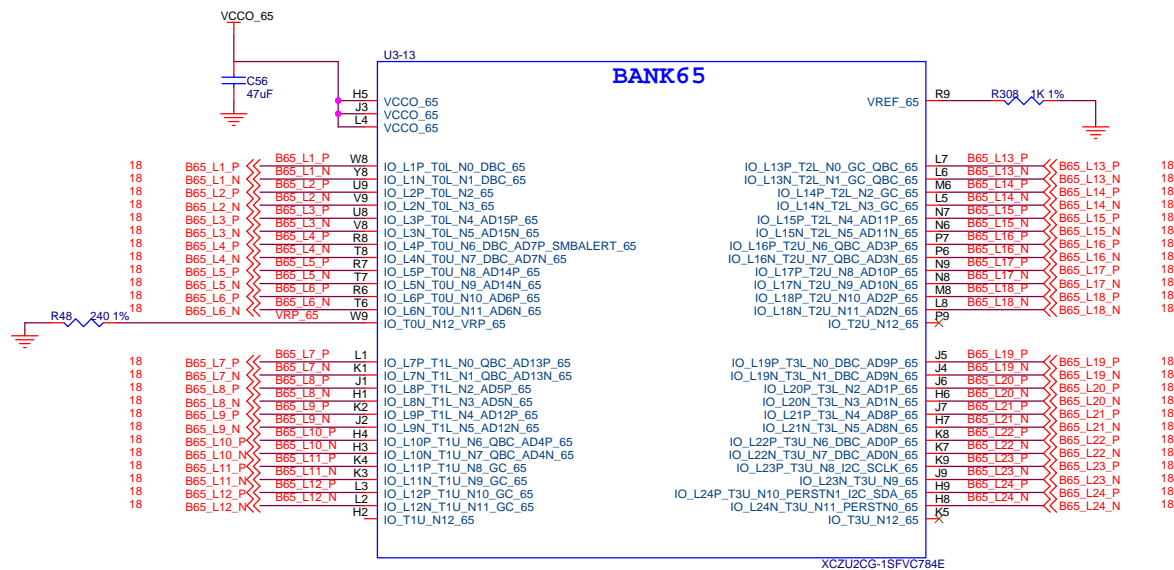 VCCO_65
U3-13
BANK65
C56
47uF
H5 VCCO_65
J3 VCCO_65
L4 VCCO_65
VREF_65 R9 R308 1K 1%
18 B65_L1_P B65_L1_P W8 IO_L1P_T0L_N0_DBC_65
18 B65_L1_N B65_L1_N Y8 IO_L1N_T0L_N1_DBC_65
18 B65_L2_P B65_L2_P U9 IO_L2P_T0L_N2_65
18 B65_L2_N B65_L2_N V9 IO_L2N_T0L_N3_65
18 B65_L3_P B65_L3_P U8 IO_L3P_T0L_N4_AD15P_65
18 B65_L3_N B65_L3_N V8 IO_L3N_T0L_N5_AD15N_65
18 B65_L4_P B65_L4_P R8 IO_L4P_T0U_N6_DBC_AD7P_SMBALERT_65
18 B65_L4_N B65_L4_N T8 IO_L4N_T0U_N7_DBC_AD7N_65
18 B65_L5_P B65_L5_P R7 IO_L5P_T0U_N8_AD14P_65
18 B65_L5_N B65_L5_N T7 IO_L5N_T0U_N9_AD14N_65
18 B65_L6_P B65_L6_P R6 IO_L6P_T0U_N10_AD6P_65
18 B65_L6_N B65_L6_N T6 IO_L6N_T0U_N11_AD6N_65
R48 240 1% VRP_65 W9 IO_T0U_N12_VRP_65
IO_L13P_T2L_N0_GC_QBC_65 L7 B65_L13_P B65_L13_P 18
IO_L13N_T2L_N1_GC_QBC_65 L6 B65_L13_N B65_L13_N 18
IO_L14P_T2L_N2_GC_65 M6 B65_L14_P B65_L14_P 18
IO_L14N_T2L_N3_GC_65 L5 B65_L14_N B65_L14_N 18
IO_L15P_T2L_N4_AD11P_65 N7 B65_L15_P B65_L15_P 18
IO_L15N_T2L_N5_AD11N_65 N6 B65_L15_N B65_L15_N 18
IO_L16P_T2U_N6_QBC_AD3P_65 P7 B65_L16_P B65_L16_P 18
IO_L16N_T2U_N7_QBC_AD3N_65 P6 B65_L16_N B65_L16_N 18
IO_L17P_T2U_N8_AD10P_65 N9 B65_L17_P B65_L17_P 18
IO_L17N_T2U_N9_AD10N_65 N8 B65_L17_N B65_L17_N 18
IO_L18P_T2U_N10_AD2P_65 M8 B65_L18_P B65_L18_P 18
IO_L18N_T2U_N11_AD2N_65 L8 B65_L18_N B65_L18_N 18
IO_T2U_N12_65 P9
18 B65_L7_P B65_L7_P L1 IO_L7P_T1L_N0_QBC_AD13P_65
18 B65_L7_N B65_L7_N K1 IO_L7N_T1L_N1_QBC_AD13N_65
18 B65_L8_P B65_L8_P J1 IO_L8P_T1L_N2_AD5P_65
18 B65_L8_N B65_L8_N H1 IO_L8N_T1L_N3_AD5N_65
18 B65_L9_P B65_L9_P K2 IO_L9P_T1L_N4_AD12P_65
18 B65_L9_N B65_L9_N J2 IO_L9N_T1L_N5_AD12N_65
18 B65_L10_P B65_L10_P H4 IO_L10P_T1U_N6_QBC_AD4P_65
18 B65_L10_N B65_L10_N H3 IO_L10N_T1U_N7_QBC_AD4N_65
18 B65_L11_P B65_L11_P K4 IO_L11P_T1U_N8_GC_65
18 B65_L11_N B65_L11_N K3 IO_L11N_T1U_N9_GC_65
18 B65_L12_P B65_L12_P L3 IO_L12P_T1U_N10_GC_65
18 B65_L12_N B65_L12_N L2 IO_L12N_T1U_N11_GC_65
H2 IO_T1U_N12_65
IO_L19P_T3L_N0_DBC_AD9P_65 J5 B65_L19_P B65_L19_P 18
IO_L19N_T3L_N1_DBC_AD9N_65 J4 B65_L19_N B65_L19_N 18
IO_L20P_T3L_N2_AD1P_65 J6 B65_L20_P B65_L20_P 18
IO_L20N_T3L_N3_AD1N_65 H6 B65_L20_N B65_L20_N 18
IO_L21P_T3L_N4_AD8P_65 J7 B65_L21_P B65_L21_P 18
IO_L21N_T3L_N5_AD8N_65 H7 B65_L21_N B65_L21_N 18
IO_L22P_T3U_N6_DBC_AD0P_65 K8 B65_L22_P B65_L22_P 18
IO_L22N_T3U_N7_DBC_AD0N_65 K7 B65_L22_N B65_L22_N 18
IO_L23P_T3U_N8_I2C_SCLK_65 K9 B65_L23_P B65_L23_P 18
IO_L23N_T3U_N9_65 J9 B65_L23_N B65_L23_N 18
IO_L24P_T3U_N10_PERSTN1_I2C_SDA_65 H9 B65_L24_P B65_L24_P 18
IO_L24N_T3U_N11_PERSTN0_65 H8 B65_L24_N B65_L24_N 18
IO_T3U_N12_65 K5
XCZU2CG-1SFVC784E